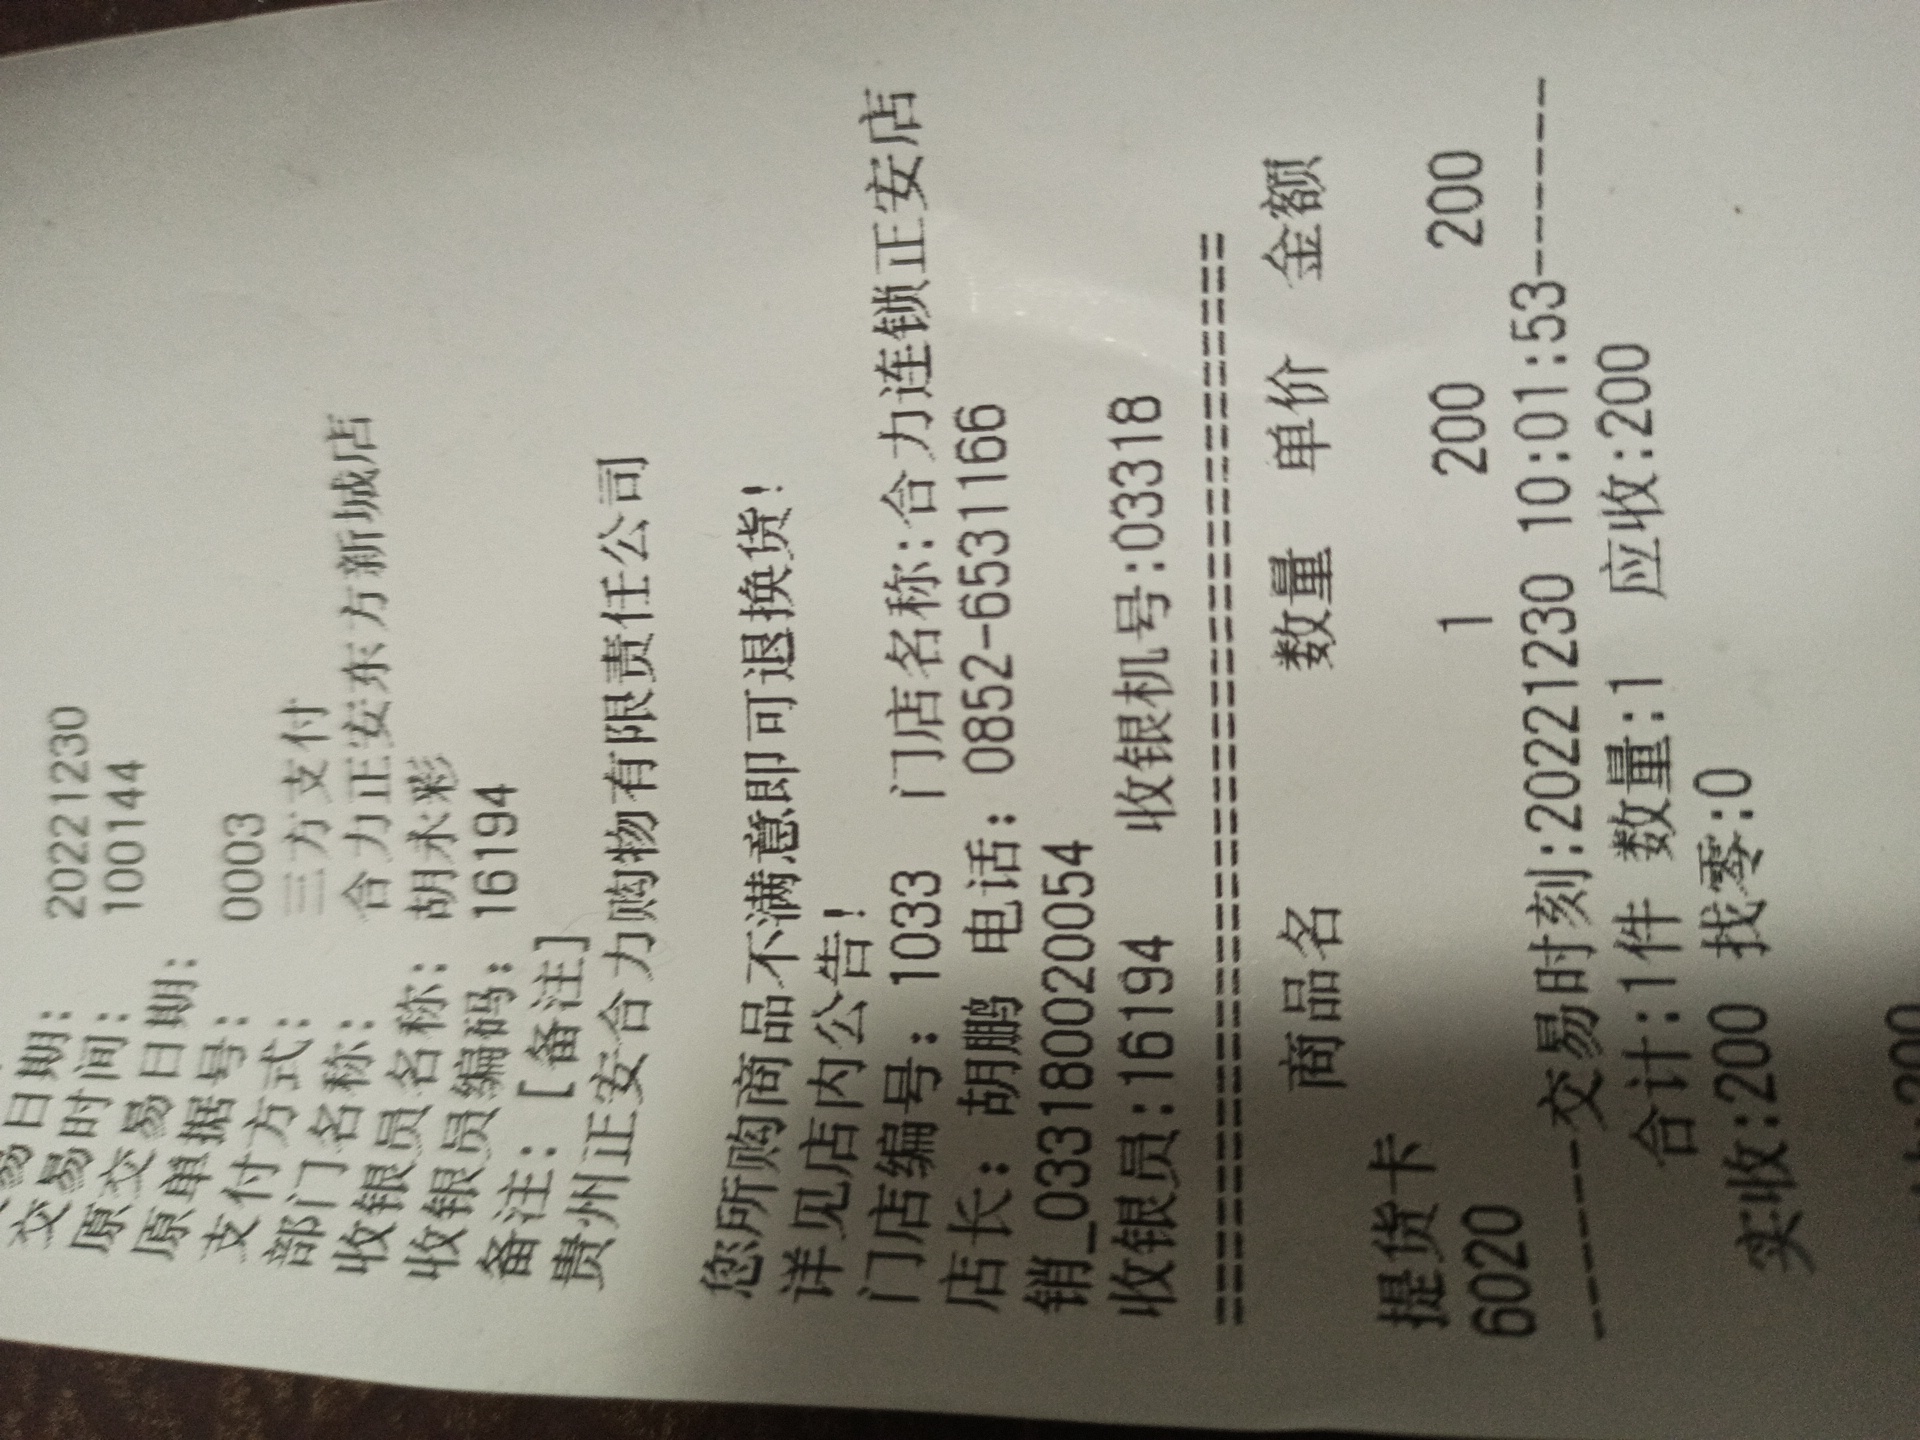 交易日期： 20221230
交易时间： 100144
原交易日期：
原单据号： 0003
支付方式： 三方支付
部门名称： 合力正安东方新城店
收银员名称： 胡永彩
收银员编码： 16194
备注：[备注]
贵州正安合力购物有限责任公司
您所购商品不满意即可退换货！
详见店内公告！
门店编号： 1033 门店名称：合力连锁正安店
店长： 胡鹏 电话： 0852-6531166
销_033180020054
收银员：16194 收银机号：03318
==========================================
商品名 数量 单价 金额
提货卡
6020 1 200 200
--------交易时刻:20221230 10:01:53--------
合计:1件 数量:1 应收:200
实收:200 找零:0